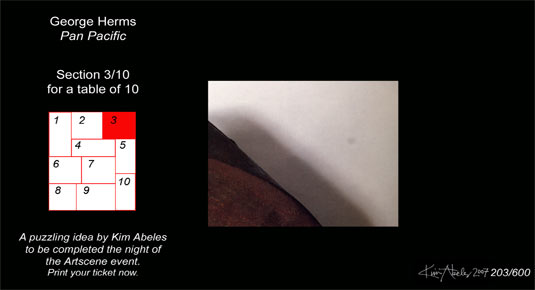 George Herms
Pan Pacific
Section 3/10
for a table of 10
1 2 3
4 5
6 7
10
8 9
A puzzling idea by Kim Abeles
to be completed the night of
the Artscene event.
Print your ticket now.
Kim Abeles 2007 203/600